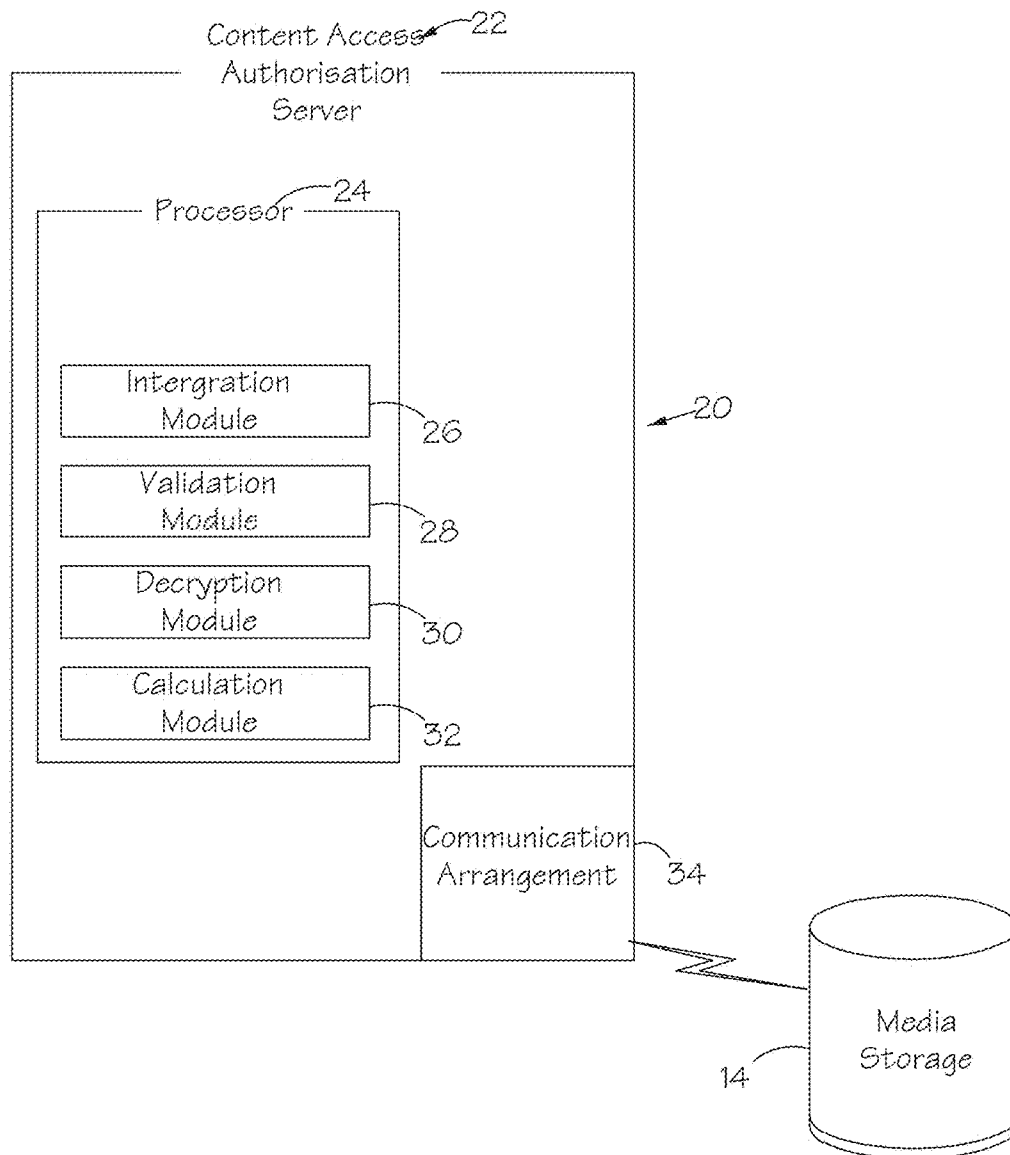 Content Access
22
Authorisation
Server
Processor
24
Intergration
Module
26
20
Validation
Module
28
Decryption
Module
30
Calculation
Module
32
Communication
Arrangement
34
Media
Storage
14